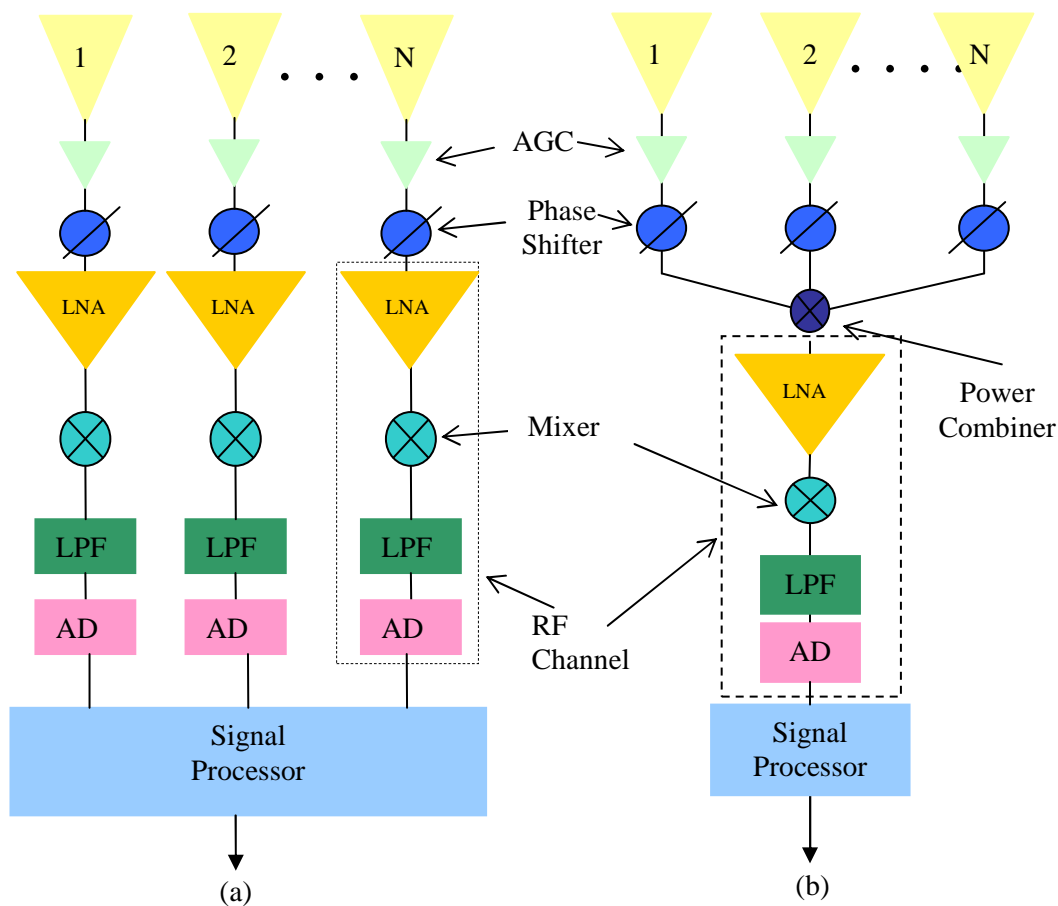 1
2
. . .
N
1
2
. . . .
N
AGC
Phase
Shifter
LNA
LNA
LNA
LNA
Power
Combiner
Mixer
LPF
LPF
LPF
LPF
AD
AD
AD
AD
RF
Channel
Signal
Processor
Signal
Processor
(a)
(b)